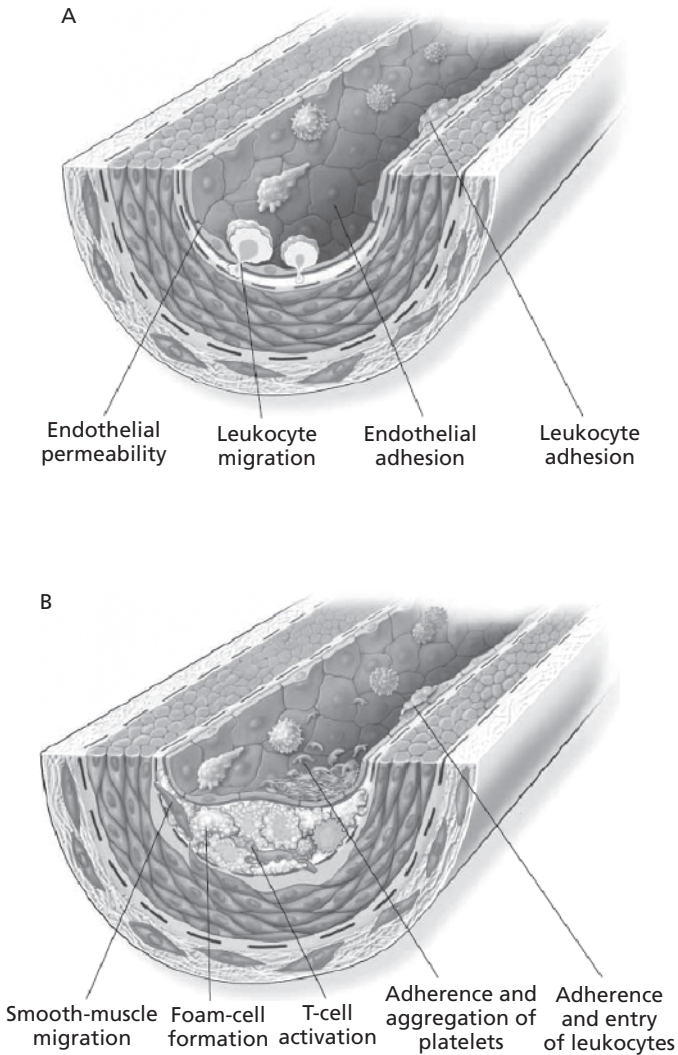 A
Endothelial
permeability
Leukocyte
migration
Endothelial
adhesion
Leukocyte
adhesion
B
Smooth-muscle
migration
Foam-cell
formation
T-cell
activation
Adherence and
aggregation of
platelets
Adherence
and entry
of leukocytes